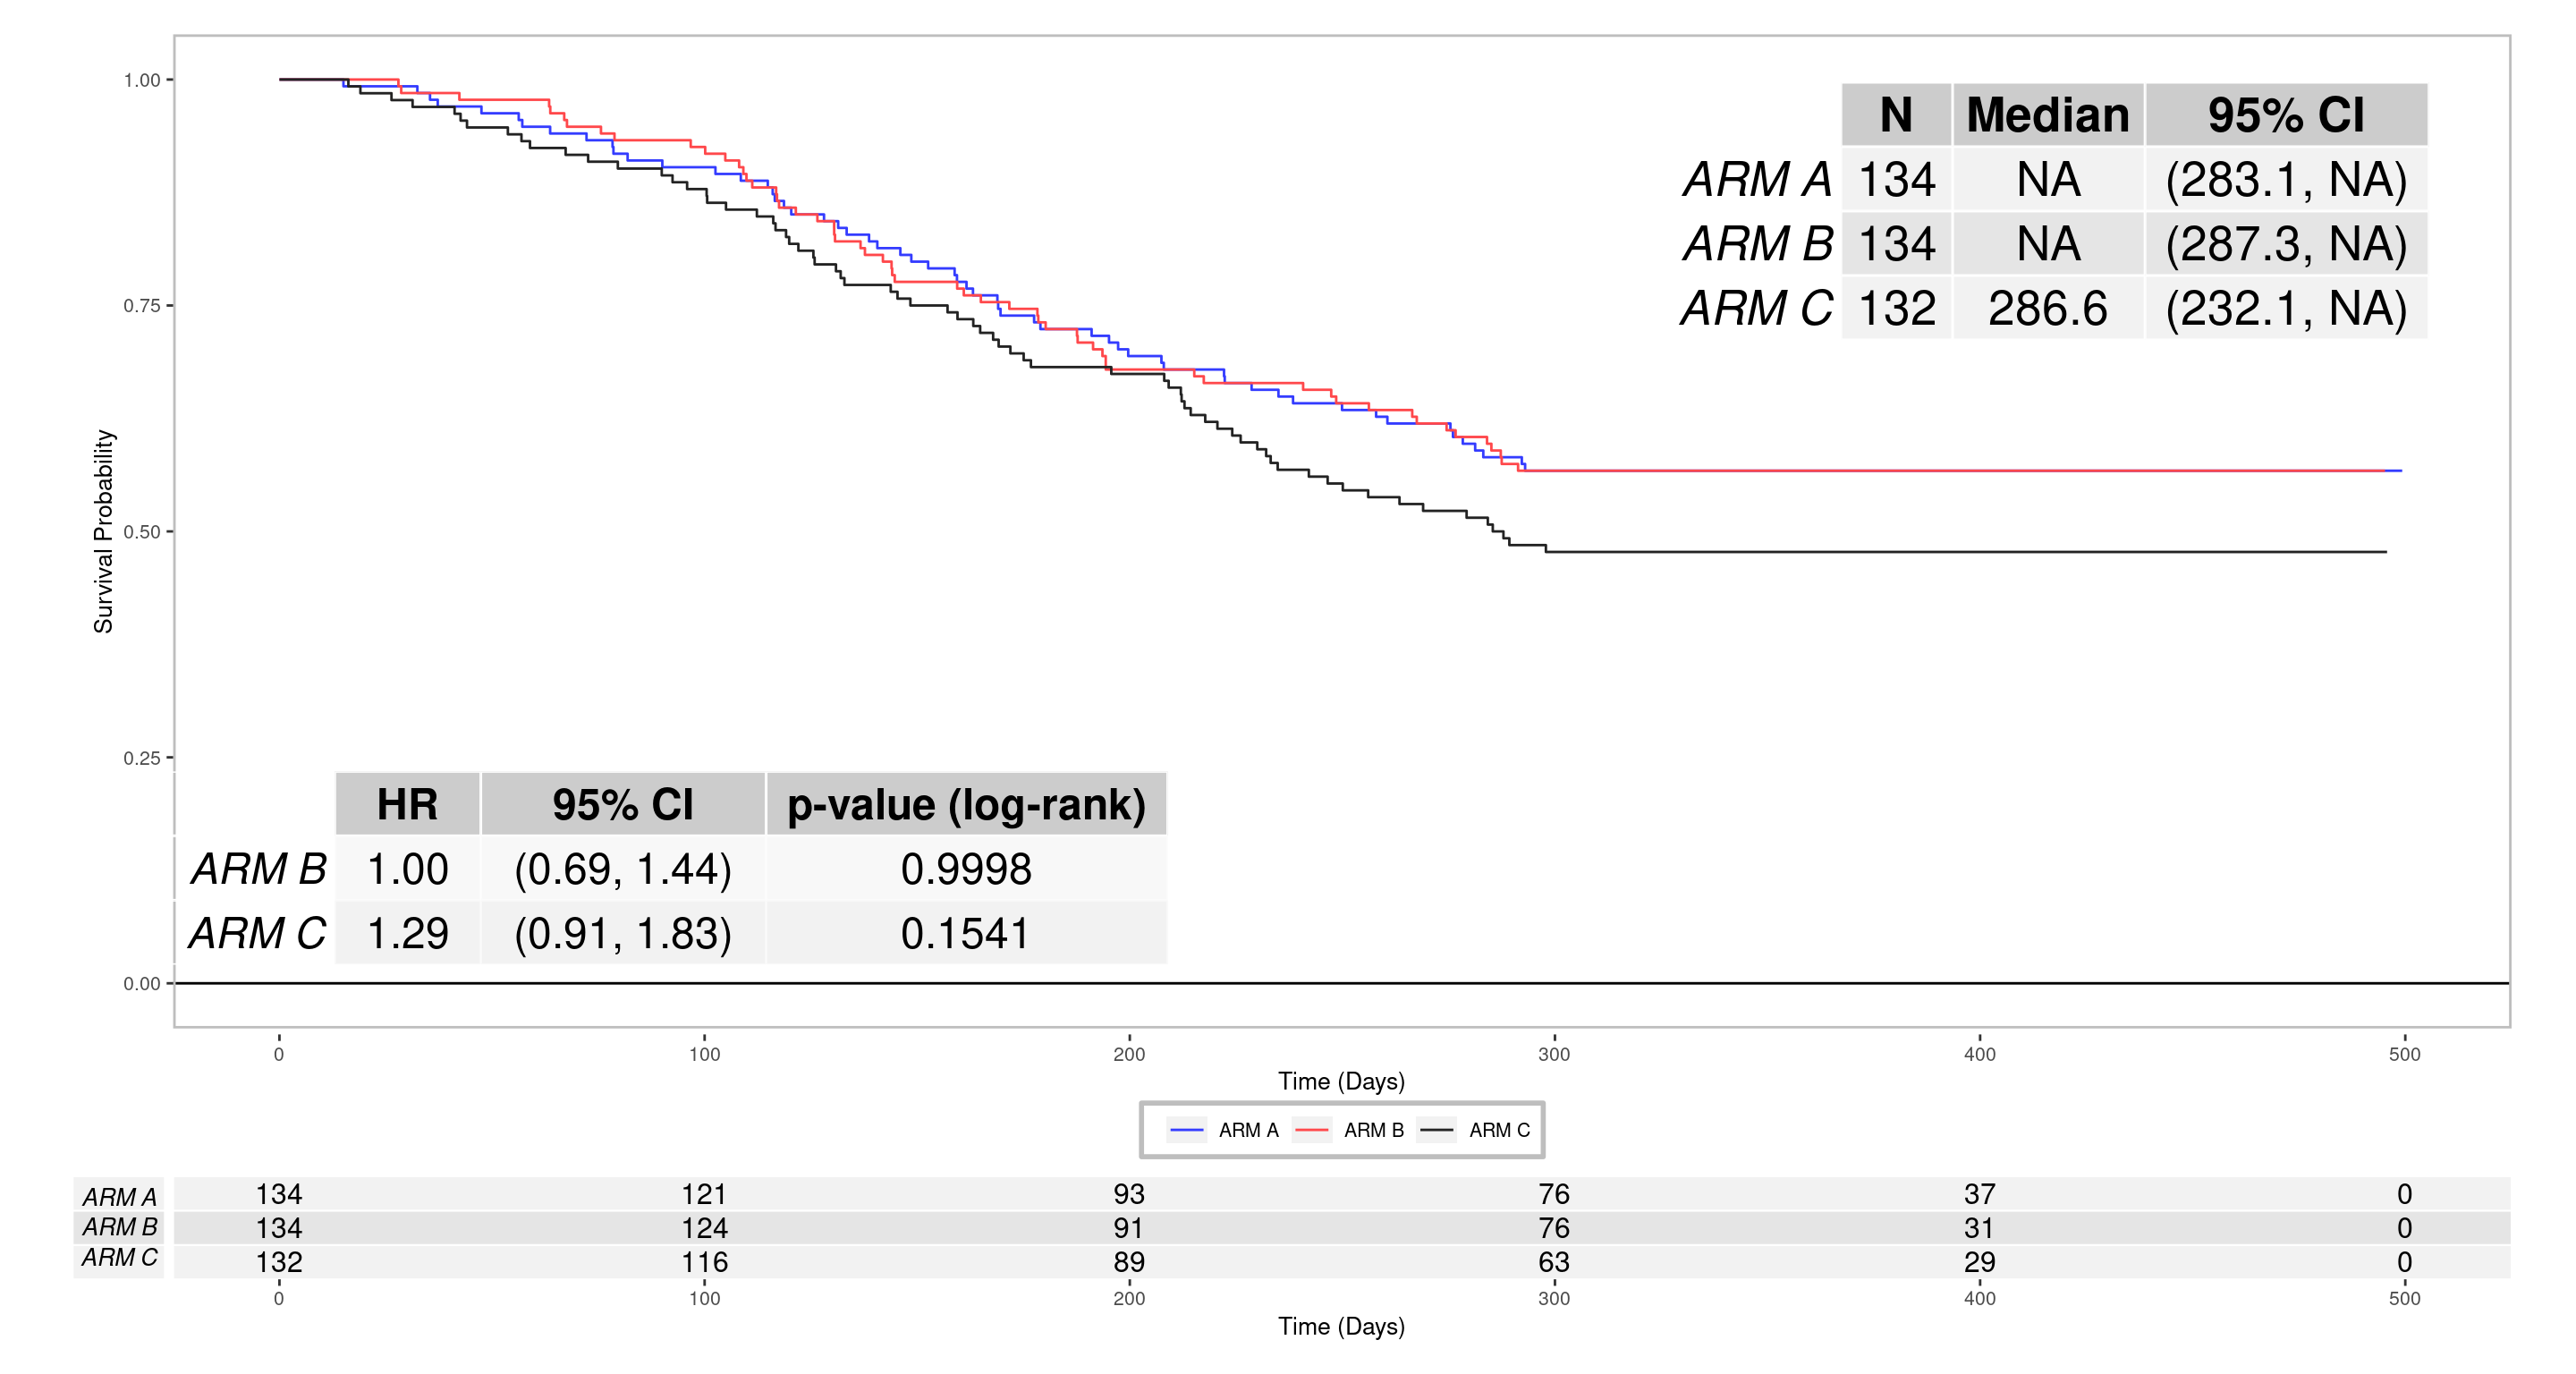 1.00
N Median 95% CI
ARM A 134 NA (283.1, NA)
ARM B 134 NA (287.3, NA)
ARM C 132 286.6 (232.1, NA)
0.75
Survival Probability
0.50
0.25
HR 95% CI p-value (log-rank)
ARM B 1.00 (0.69, 1.44) 0.9998
ARM C 1.29 (0.91, 1.83) 0.1541
0.00
0 100 200 300 400 500
Time (Days)
ARM A ARM B ARM C
ARM A 134 121 93 76 37 0
ARM B 134 124 91 76 31 0
ARM C 132 116 89 63 29 0
0 100 200 300 400 500
Time (Days)